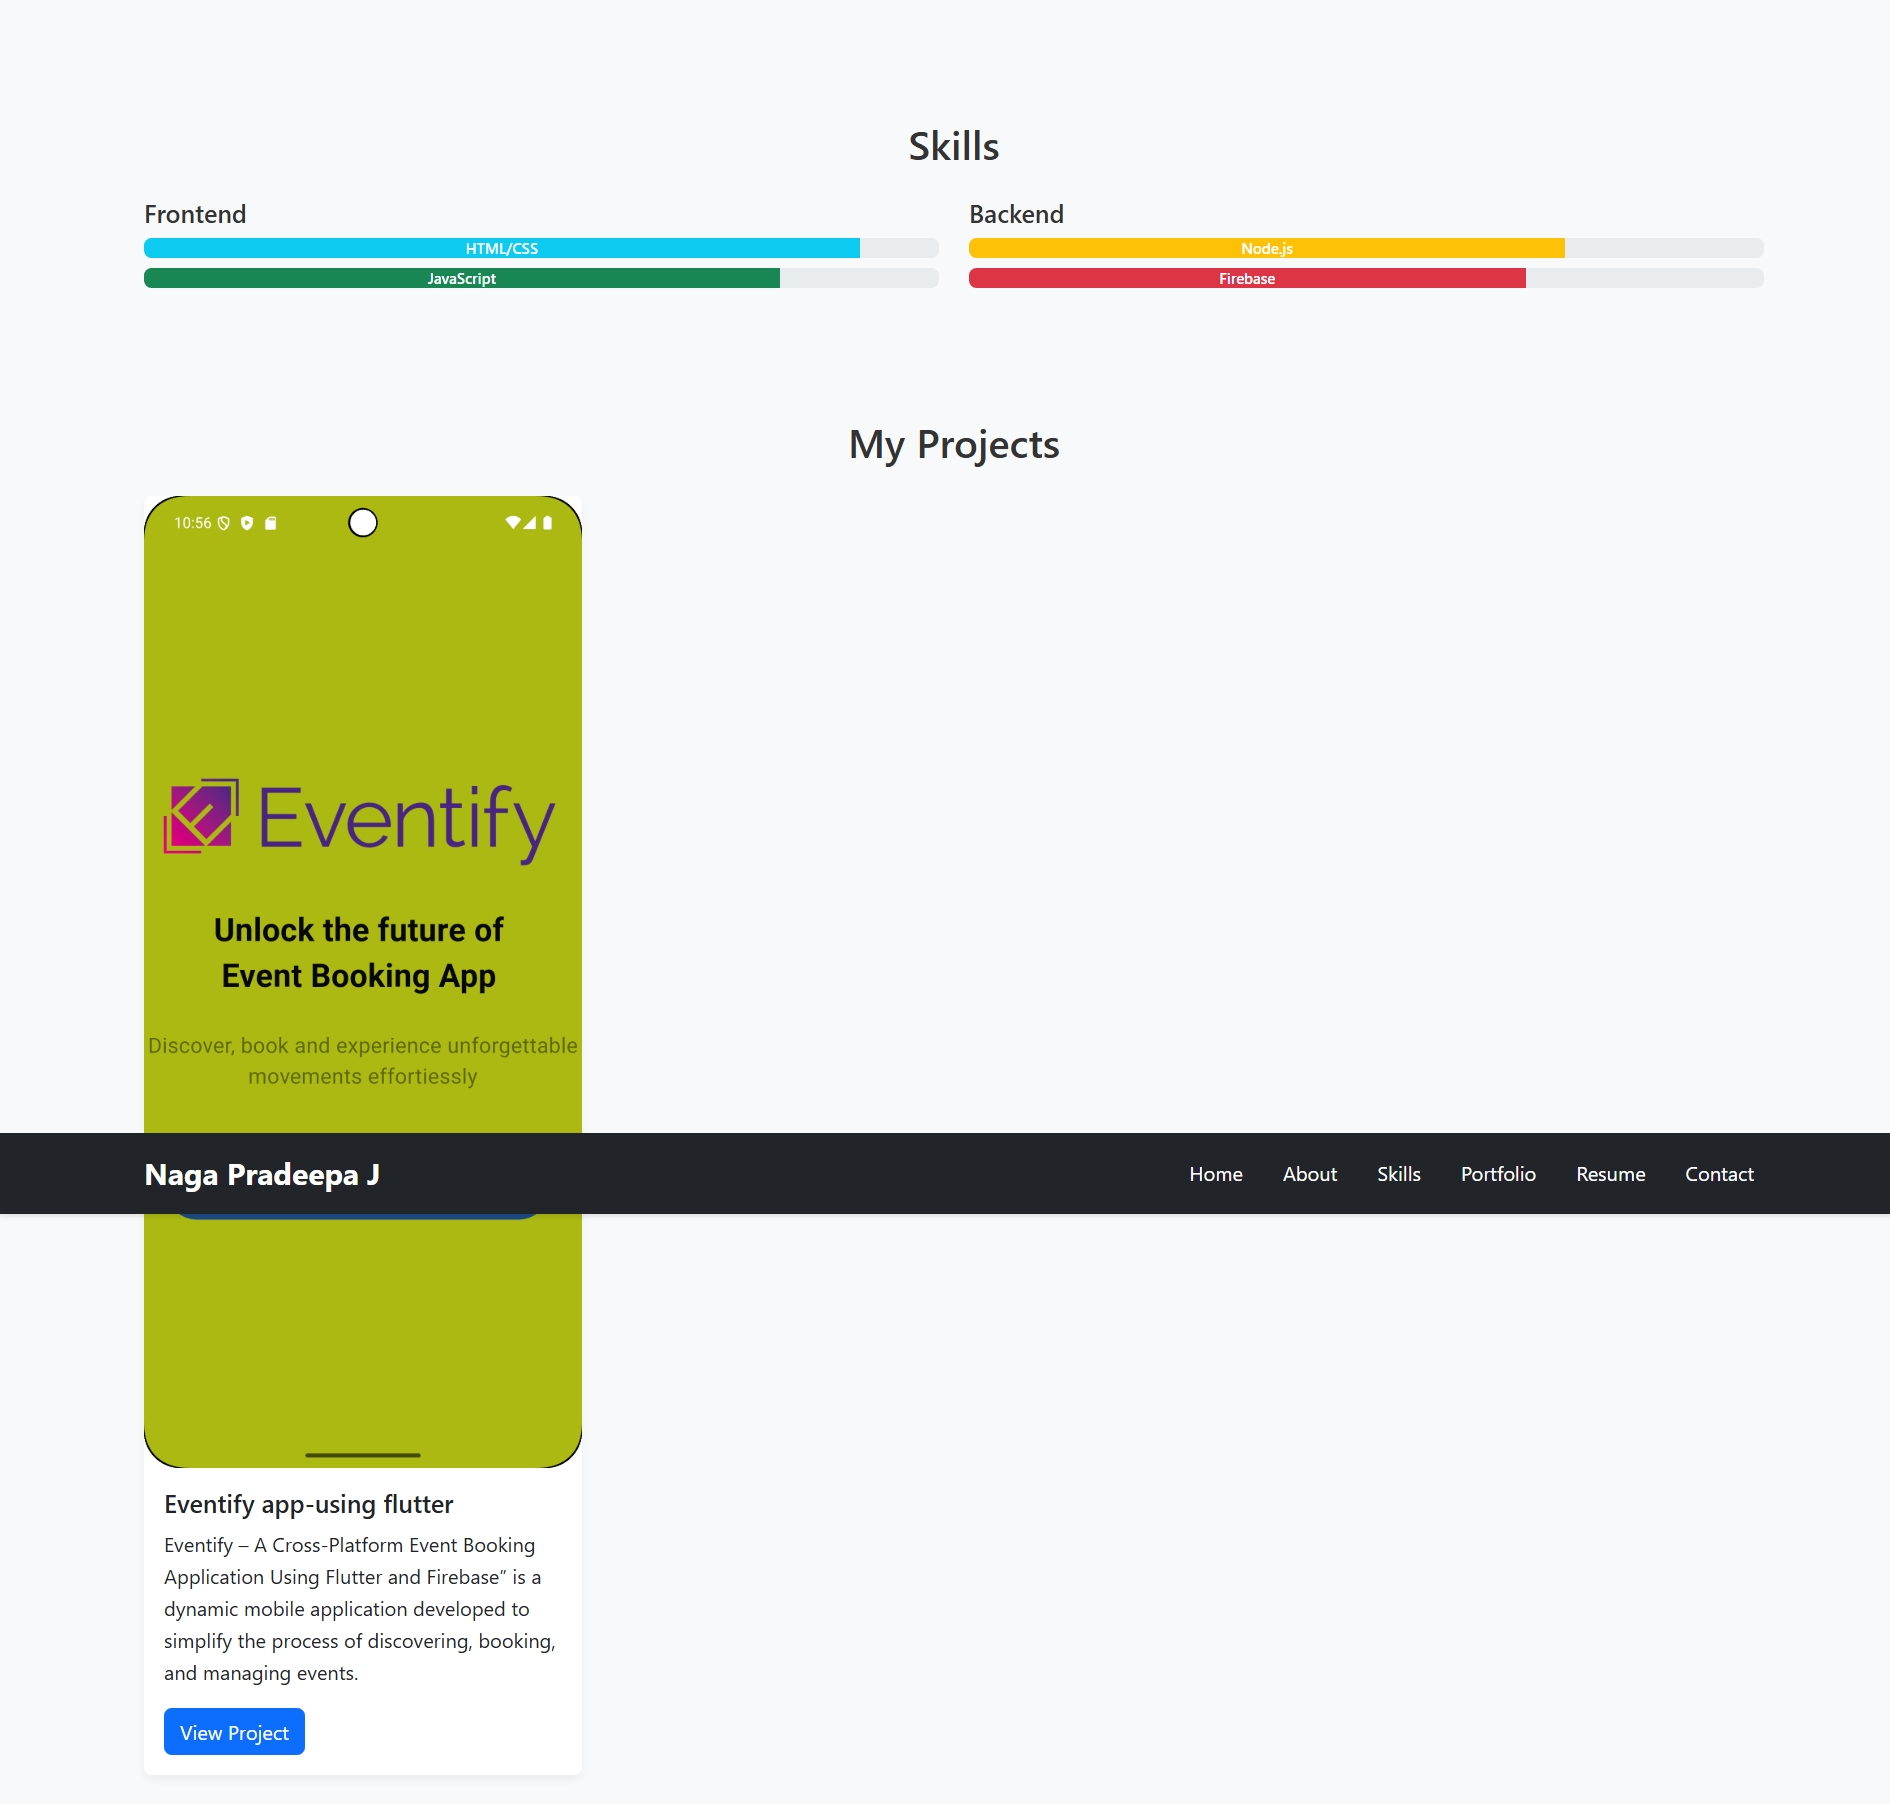 Skills
Frontend
HTML/CSS
JavaScript
Backend
Node.js
Firebase
My Projects
10:56
Eventify
Unlock the future of
Event Booking App
Discover, book and experience unforgettable
movements effortiessly
Naga Pradeepa J
Home About Skills Portfolio Resume Contact
Eventify app-using flutter
Eventify – A Cross-Platform Event Booking
Application Using Flutter and Firebase” is a
dynamic mobile application developed to
simplify the process of discovering, booking,
and managing events.
View Project